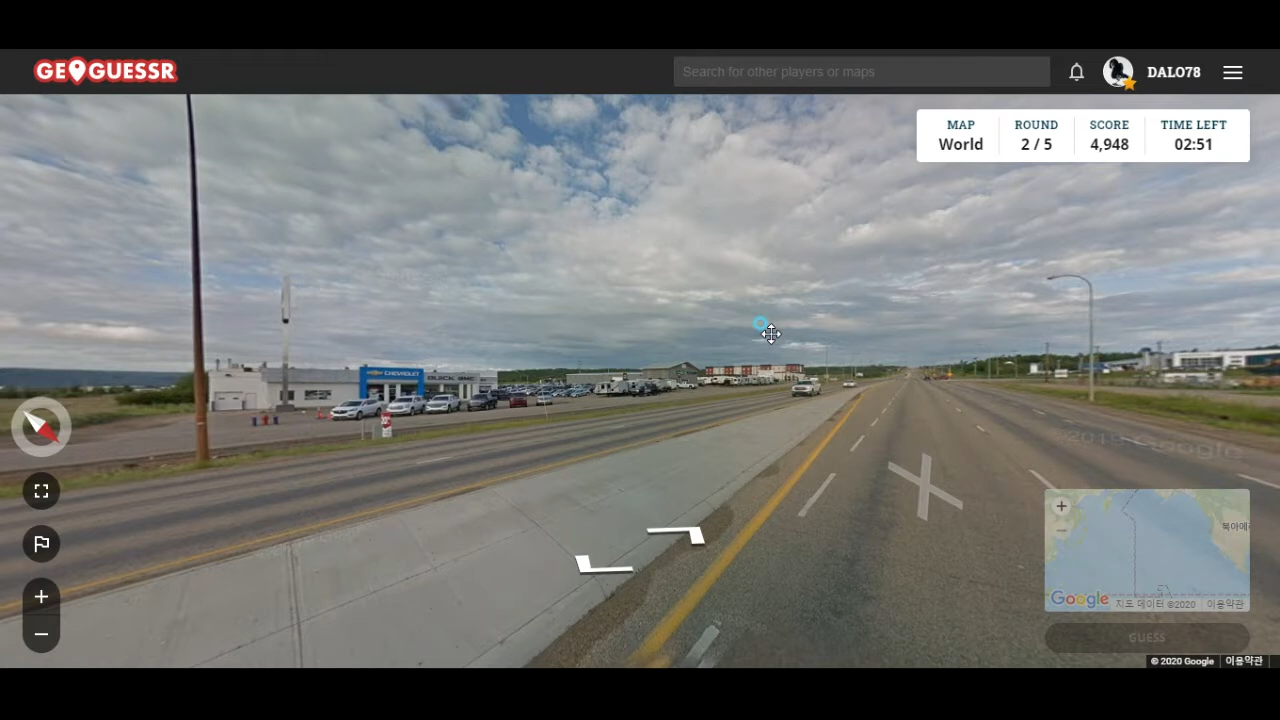 GEOGUESSR
Search for other players or maps
DALO78
MAP
World
ROUND
2 / 5
SCORE
4,948
TIME LEFT
02:51
CHEVROLET
BUICK GMC
2019 Google
Google
지도 데이터 ©2020
이용약관
GUESS
© 2020 Google
이용약관